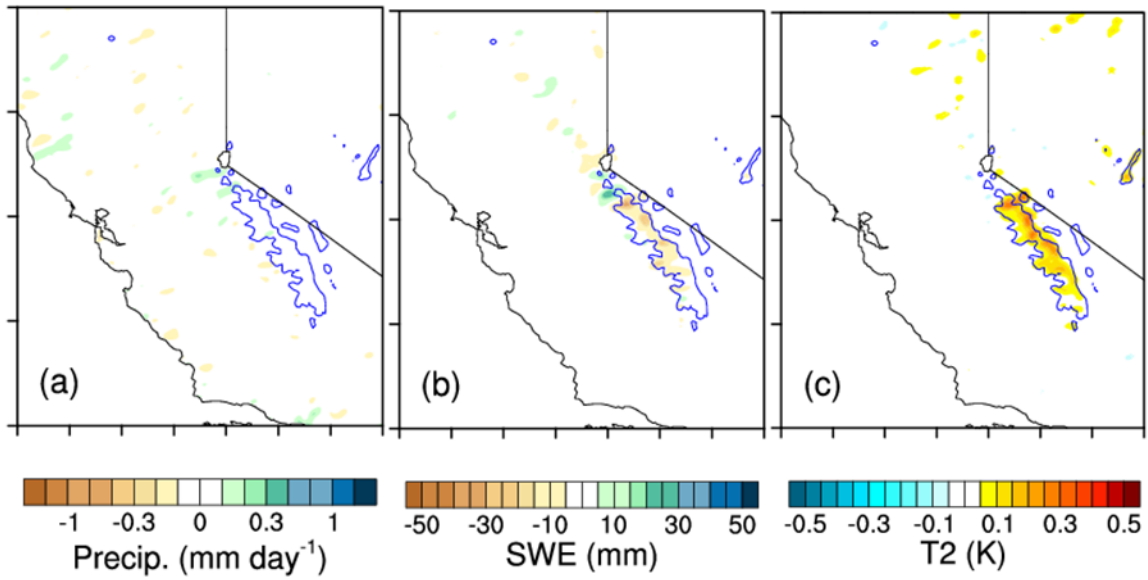 (a)
(b)
(c)
-1 -0.3 0 0.3 1
Precip. (mm day-1)
-50 -30 -10 10 30 50
SWE (mm)
-0.5 -0.3 -0.1 0.1 0.3 0.5
T2 (K)